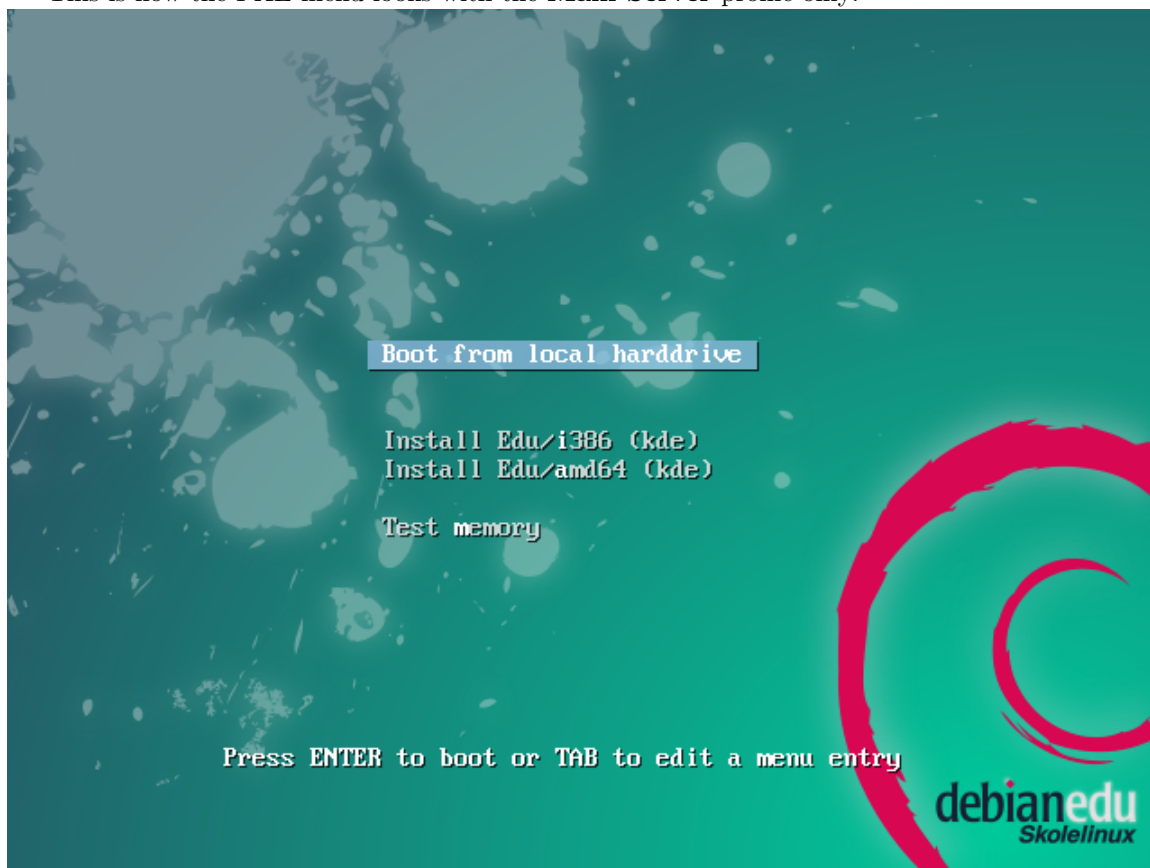 Boot from local harddrive
Install Edu/i386 (kde)
Install Edu/amd64 (kde)
Test memory
Press ENTER to boot or TAB to edit a menu entry
debianedu
Skolelinux